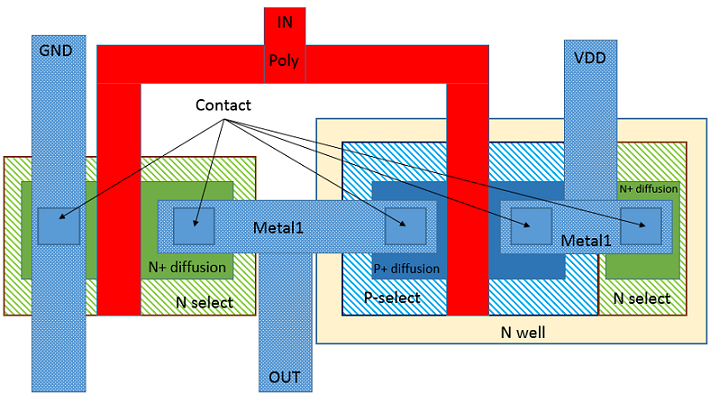 IN
GND
Poly
VDD
Contact
N+ diffusion
Metal1
Metal1
N+ diffusion
P+ diffusion
N select
P-select
N select
N well
OUT